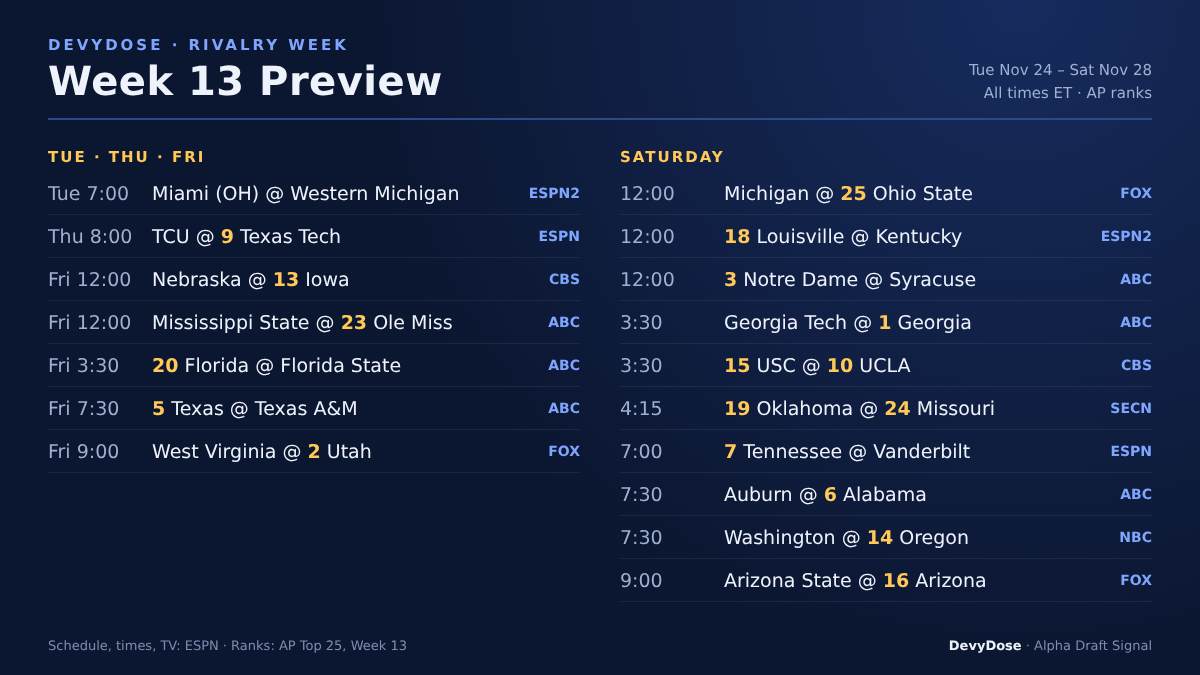 DEVYDOSE · RIVALRY WEEK
Week 13 Preview
Tue Nov 24 – Sat Nov 28
All times ET · AP ranks
TUE · THU · FRI
Tue 7:00 Miami (OH) @ Western Michigan ESPN2
Thu 8:00 TCU @ 9 Texas Tech ESPN
Fri 12:00 Nebraska @ 13 Iowa CBS
Fri 12:00 Mississippi State @ 23 Ole Miss ABC
Fri 3:30 20 Florida @ Florida State ABC
Fri 7:30 5 Texas @ Texas A&M ABC
Fri 9:00 West Virginia @ 2 Utah FOX
SATURDAY
12:00 Michigan @ 25 Ohio State FOX
12:00 18 Louisville @ Kentucky ESPN2
12:00 3 Notre Dame @ Syracuse ABC
3:30 Georgia Tech @ 1 Georgia ABC
3:30 15 USC @ 10 UCLA CBS
4:15 19 Oklahoma @ 24 Missouri SECN
7:00 7 Tennessee @ Vanderbilt ESPN
7:30 Auburn @ 6 Alabama ABC
7:30 Washington @ 14 Oregon NBC
9:00 Arizona State @ 16 Arizona FOX
Schedule, times, TV: ESPN · Ranks: AP Top 25, Week 13
DevyDose · Alpha Draft Signal